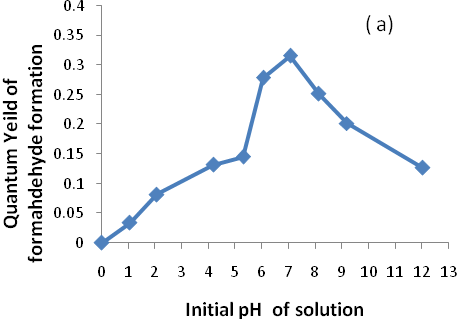 ( a)
0.4
0.35
0.3
0.25
0.2
0.15
0.1
0.05
0
0 1 2 3 4 5 6 7 8 9 10 11 12 13
Quantum Yeild of
formahdehyde formation
Initial pH of solution